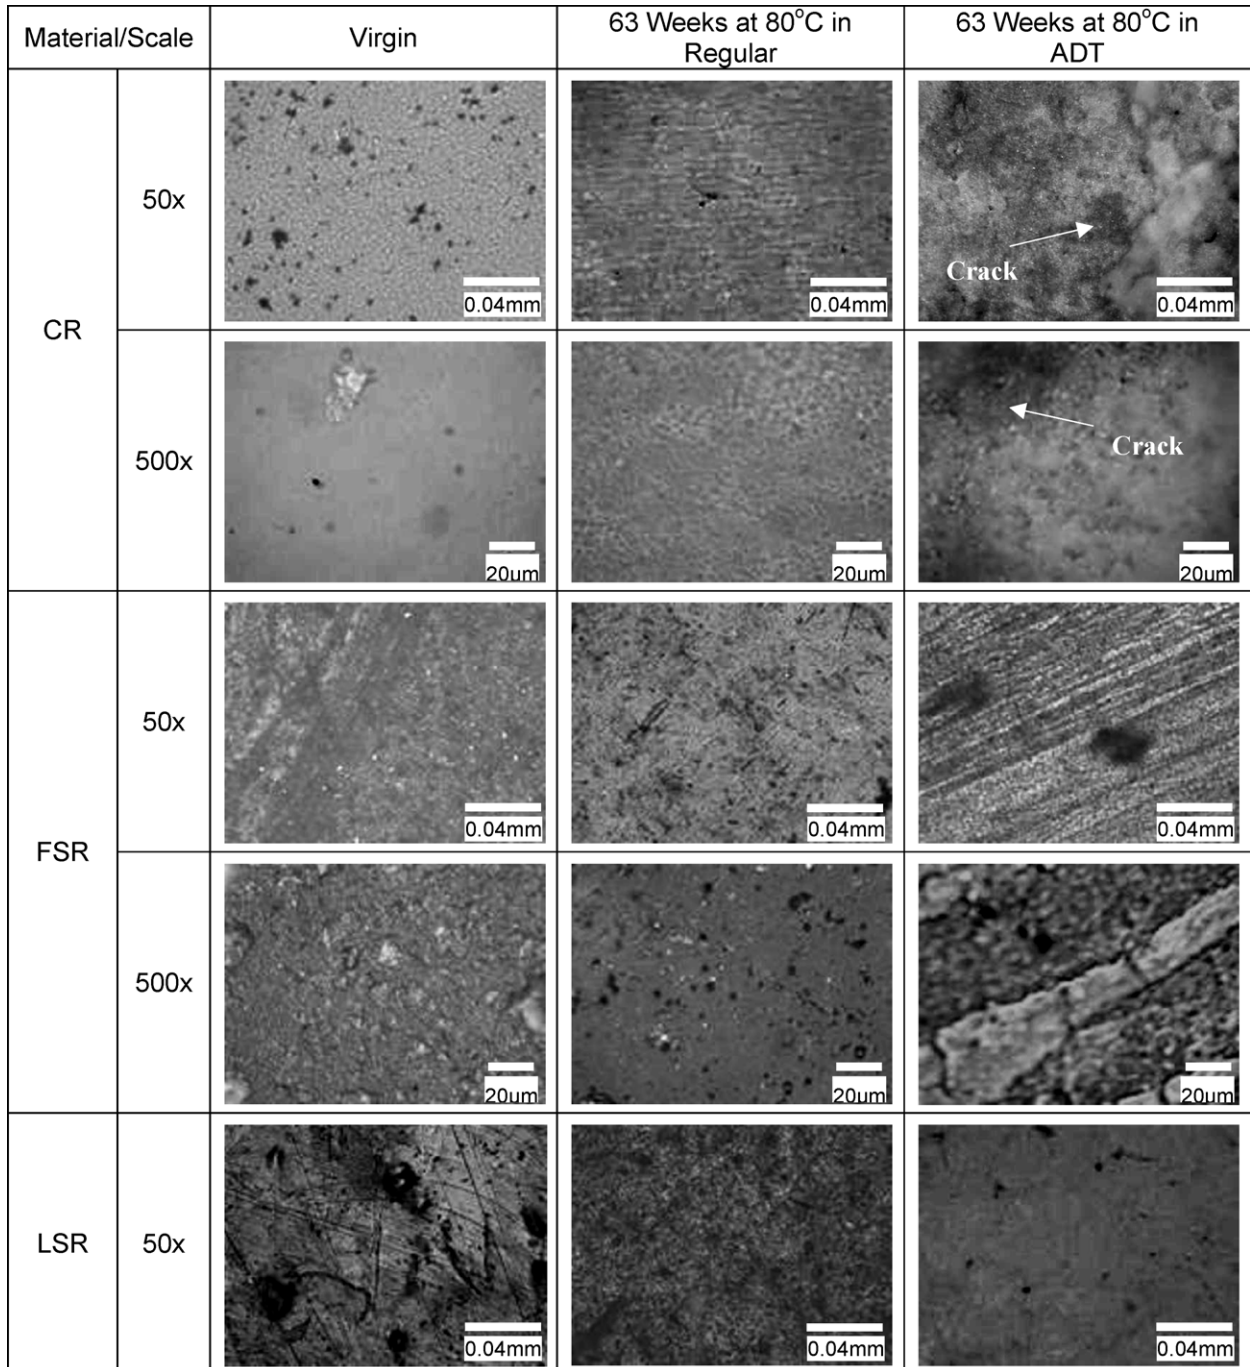 Material/Scale
Virgin
63 Weeks at 80°C in
Regular
63 Weeks at 80°C in
ADT
CR
50x
0.04mm
0.04mm
Crack
0.04mm
500x
20um
20um
Crack
20um
FSR
50x
0.04mm
0.04mm
0.04mm
500x
20um
20um
20um
LSR
50x
0.04mm
0.04mm
0.04mm